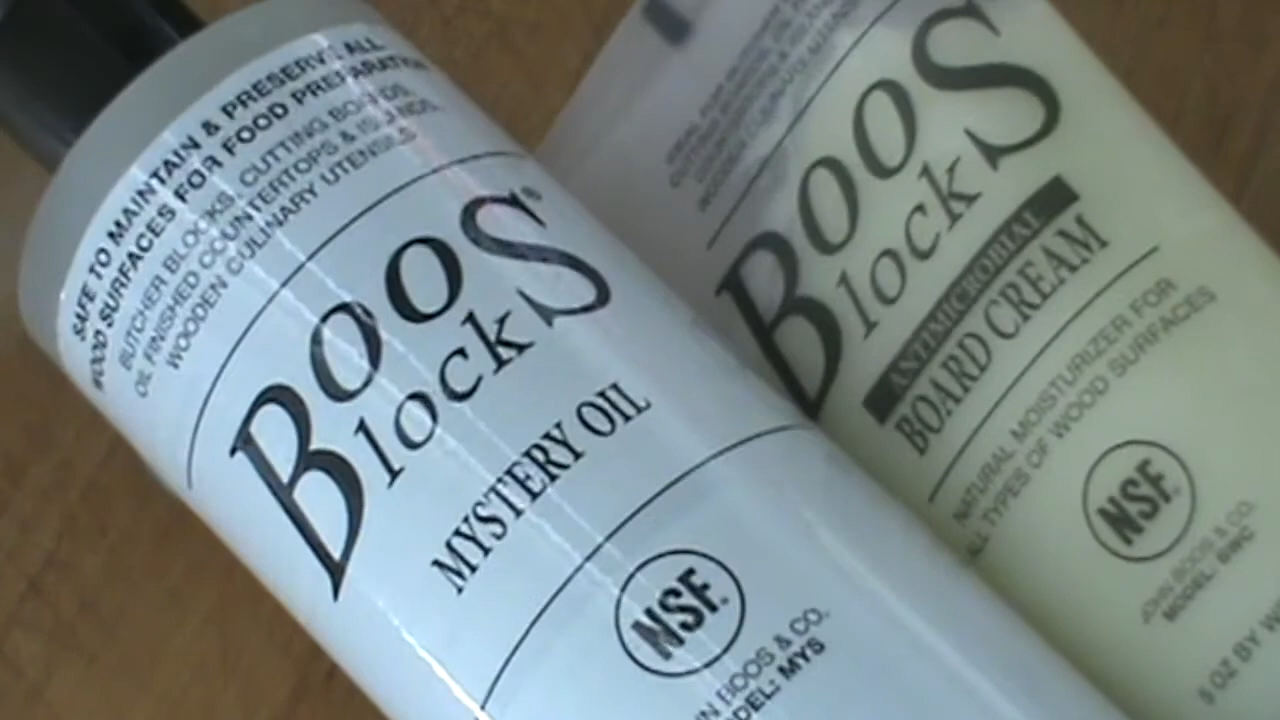 SAFE TO MAINTAIN & PRESERVE ALL
WOOD SURFACES FOR FOOD PREPARATION
BUTCHER BLOCKS, CUTTING BOARDS,
OIL FINISHED COUNTERTOPS & ISLANDS,
WOODEN CULINARY UTENSILS
BOOS®
Block
MYSTERY OIL
NSF®
JOHN BOOS & CO.
MODEL: MYS
BOOS
Block
ANTIMICROBIAL
BOARD CREAM
NATURAL MOISTURIZER FOR
ALL TYPES OF WOOD SURFACES
NSF®
JOHN BOOS & CO.
MODEL: BWC
5 OZ BY